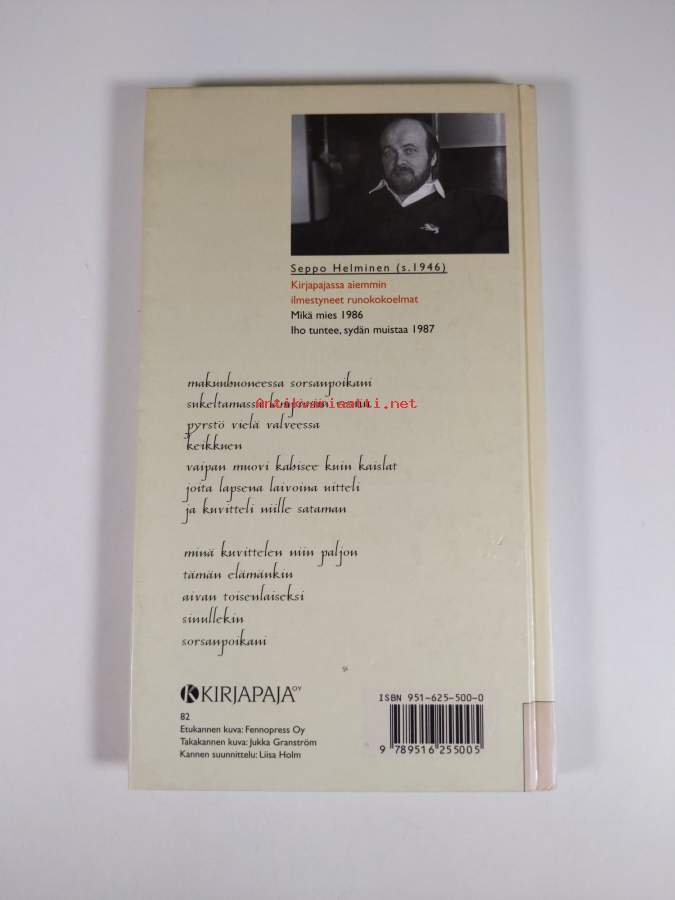 Seppo Helminen (s.1946)
Kirjapajassa aiemmin
ilmestyneet runokokoelmat
Mikä mies 1986
Iho tuntee, sydän muistaa 1987
makuuhuoneessa sorsanpoikani
sukeltamassa
Antikvariaatti.net
pyrstö vielä valveessa
keikkuen
vaipan muovi kahisee kuin kaislat
joita lapsena laivoina uitteli
ja kuvitteli niille sataman
minä kuvittelen niin paljon
tämän elämänkin
aivan toisenlaiseksi
sinullekin
sorsanpoikani
KIRJAPAJA OY
82
Etukannen kuva: Fennopress Oy
Takakannen kuva: Jukka Granström
Kannen suunnittelu: Liisa Holm
ISBN 951-625-500-0
9 789516 255005